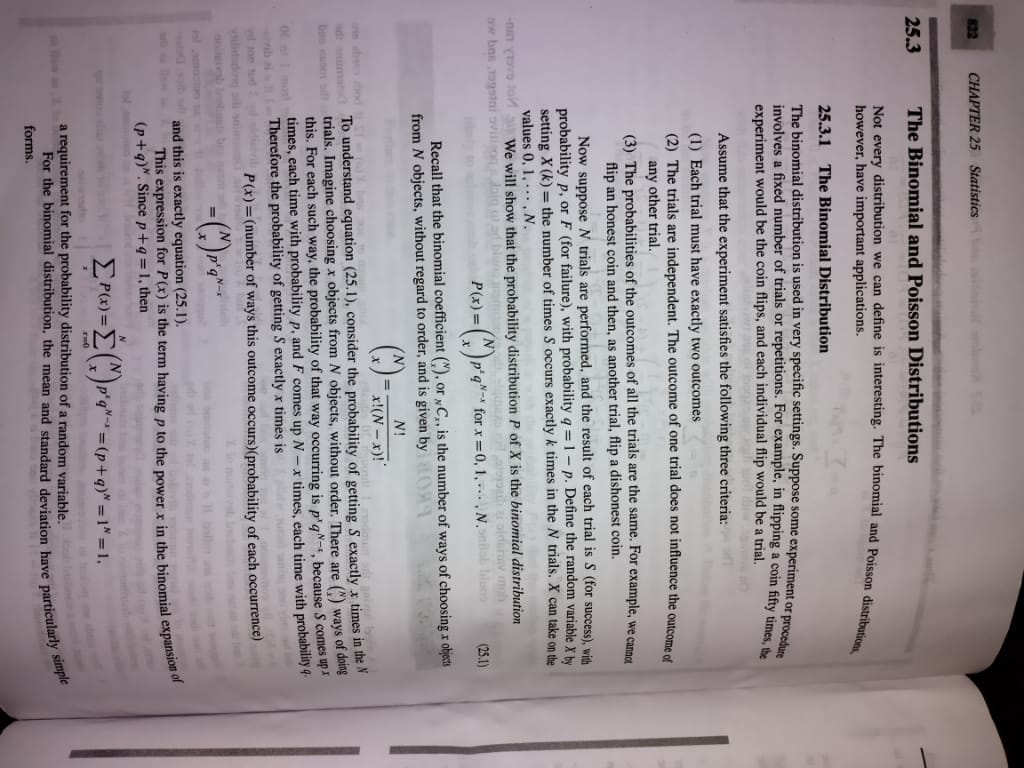 822 CHAPTER 25 Statistics
25.3 The Binomial and Poisson Distributions
Not every distribution we can define is interesting. The binomial and Poisson distributions,
however, have important applications.
25.3.1 The Binomial Distribution
The binomial distribution is used in very specific settings. Suppose some experiment or procedure
involves a fixed number of trials or repetitions. For example, in flipping a coin fifty times, the
experiment would be the coin flips, and each individual flip would be a trial.
Assume that the experiment satisfies the following three criteria:
(1) Each trial must have exactly two outcomes
(2) The trials are independent. The outcome of one trial does not influence the outcome of
any other trial.
(3) The probabilities of the outcomes of all the trials are the same. For example, we cannot
flip an honest coin and then, as another trial, flip a dishonest coin.
Now suppose N trials are performed, and the result of each trial is S (for success), with
probability p, or F (for failure), with probability q = 1 − p. Define the random variable X by
setting X(k) = the number of times S occurs exactly k times in the N trials. X can take on the
values 0, 1, ⋯, N.
We will show that the probability distribution P of X is the binomial distribution
P(x) = (N x) p^x q^{N−x} for x = 0, 1, ⋯, N. (25.1)
Recall that the binomial coefficient (N x), or _N C_x, is the number of ways of choosing x objects
from N objects, without regard to order, and is given by
(N x) = N! / x!(N − x)!.
To understand equation (25.1), consider the probability of getting S exactly x times in the N
trials. Imagine choosing x objects from N objects, without order. There are (N x) ways of doing
this. For each such way, the probability of that way occurring is p^x q^{N−x}, because S comes up x
times, each time with probability p, and F comes up N − x times, each time with probability q.
Therefore the probability of getting S exactly x times is
P(x) = (number of ways this outcome occurs)(probability of each occurrence)
= (N x) p^x q^{N−x}
and this is exactly equation (25.1).
This expression for P(x) is the term having p to the power x in the binomial expansion of
(p + q)^N. Since p + q = 1, then
∑_x P(x) = ∑_{x=0}^N (N x) p^x q^{N−x} = (p + q)^N = 1^N = 1,
a requirement for the probability distribution of a random variable.
For the binomial distribution, the mean and standard deviation have particularly simple
forms.